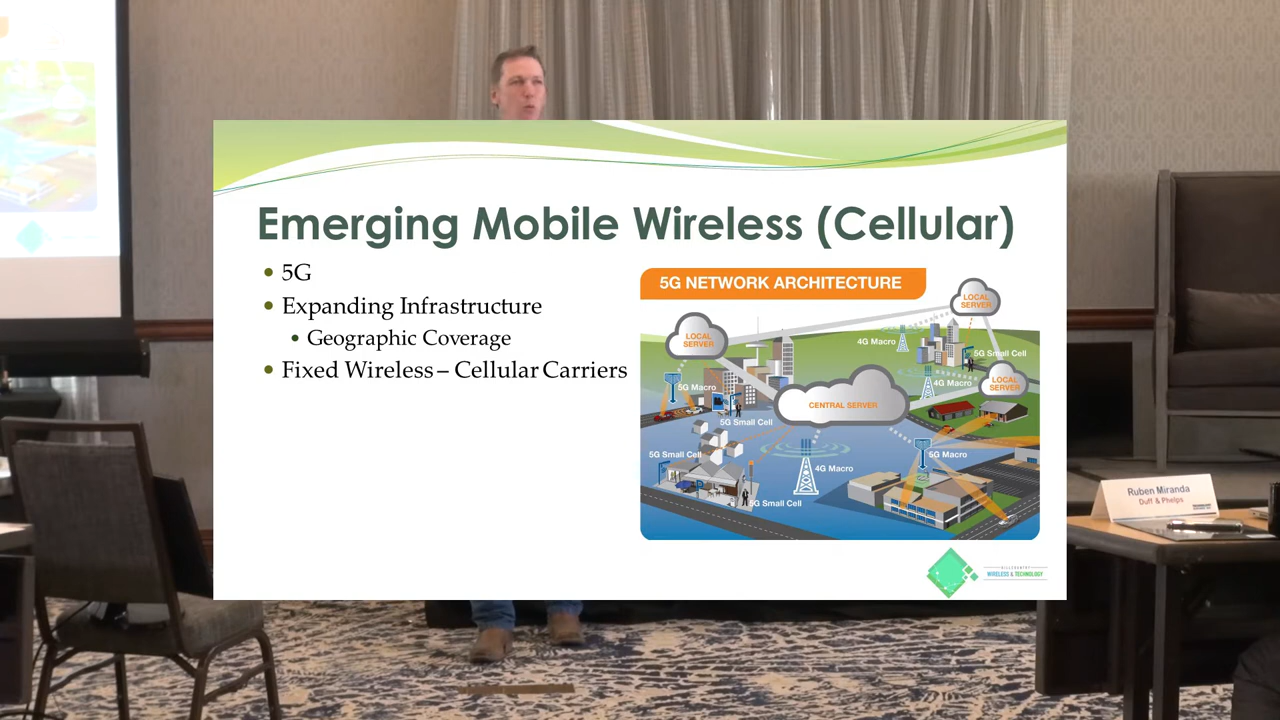 Emerging Mobile Wireless (Cellular)
• 5G
• Expanding Infrastructure
• Geographic Coverage
• Fixed Wireless – Cellular Carriers
5G NETWORK ARCHITECTURE
LOCAL
SERVER
LOCAL
SERVER
4G Macro
5G Small Cell
LOCAL
SERVER
5G Macro
4G Macro
CENTRAL SERVER
5G Small Cell
5G Small Cell
5G Macro
4G Macro
5G Small Cell
WIRELESS & TECHNOLOGY
Ruben Miranda
Duff & Phelps